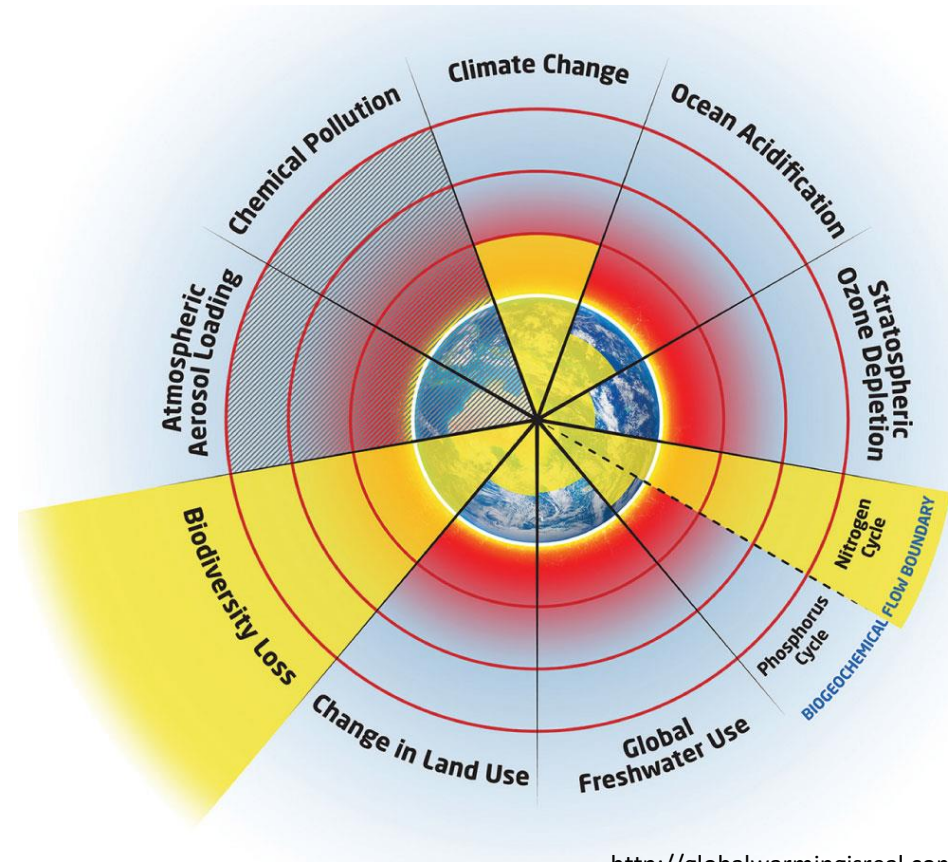 Climate Change
Ocean Acidification
Stratospheric
Ozone Depletion
Nitrogen
Cycle
Phosphorus
Cycle
BIOGEOCHEMICAL FLOW BOUNDARY
Global
Freshwater Use
Change in Land Use
Biodiversity Loss
Atmospheric
Aerosol Loading
Chemical Pollution